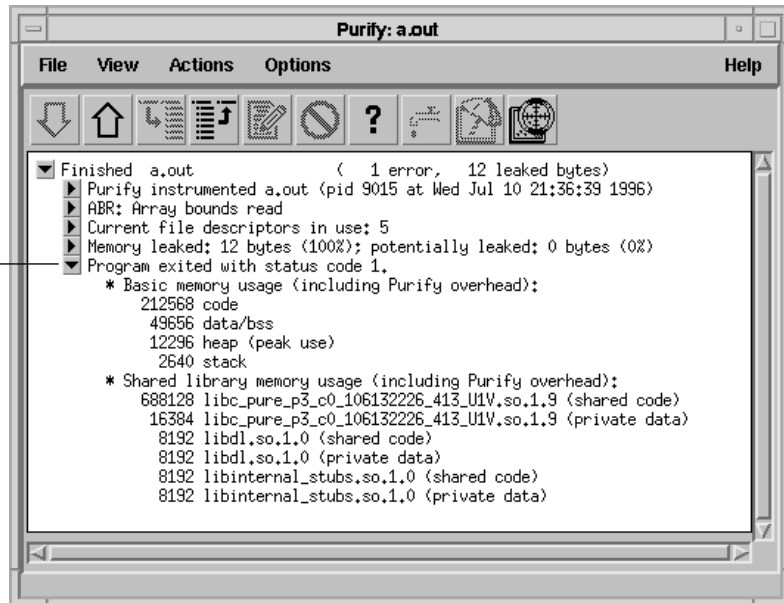 Purify: a.out
File View Actions Options Help
?
Finished a.out ( 1 error, 12 leaked bytes)
Purify instrumented a.out (pid 9015 at Wed Jul 10 21:36:39 1996)
ABR: Array bounds read
Current file descriptors in use: 5
Memory leaked: 12 bytes (100%); potentially leaked: 0 bytes (0%)
Program exited with status code 1.
* Basic memory usage (including Purify overhead):
212568 code
49656 data/bss
12296 heap (peak use)
2640 stack
* Shared library memory usage (including Purify overhead):
688128 libc_pure_p3_c0_106132226_413_U1V.so.1.9 (shared code)
16384 libc_pure_p3_c0_106132226_413_U1V.so.1.9 (private data)
8192 libdl.so.1.0 (shared code)
8192 libdl.so.1.0 (private data)
8192 libinternal_stubs.so.1.0 (shared code)
8192 libinternal_stubs.so.1.0 (private data)